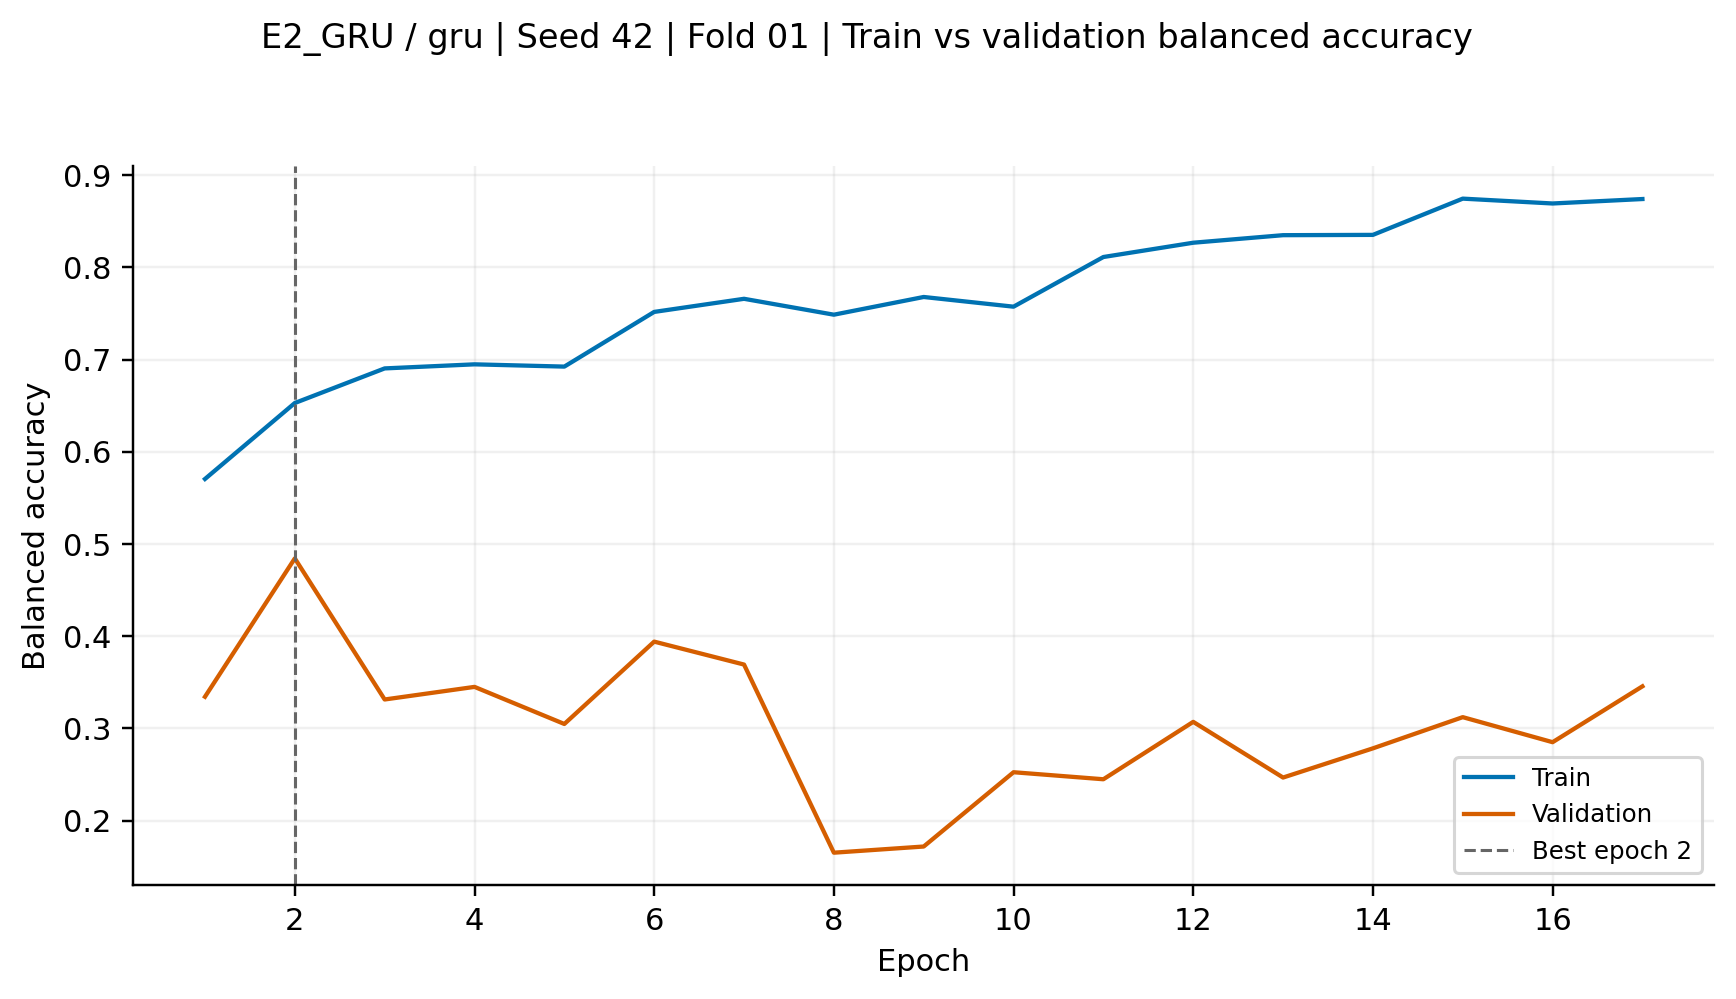 E2_GRU / gru | Seed 42 | Fold 01 | Train vs validation balanced accuracy
Balanced accuracy
0.9
0.8
0.7
0.6
0.5
0.4
0.3
0.2
2 4 6 8 10 12 14 16
Epoch
Train
Validation
Best epoch 2